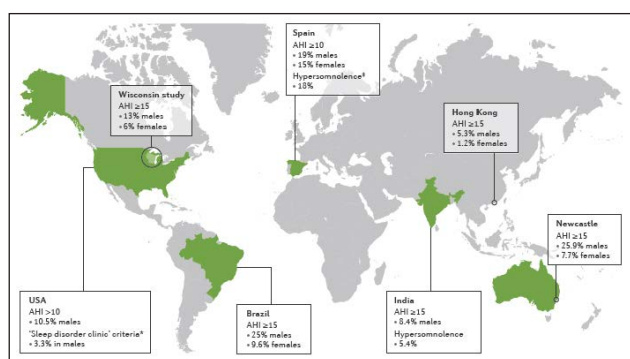 Spain
AHI ≥10
• 19% males
• 15% females
Hypersomnolence‡
• 18%
Wisconsin study
AHI ≥15
• 13% males
• 6% females
Hong Kong
AHI ≥15
• 5.3% males
• 1.2% females
Newcastle
AHI ≥15
• 25.9% males
• 7.7% females
USA
AHI >10
• 10.5% males
'Sleep disorder clinic' criteria*
• 3.3% in males
Brazil
AHI ≥15
• 25% males
• 9.6% females
India
AHI ≥15
• 8.4% males
Hypersomnolence
• 5.4%